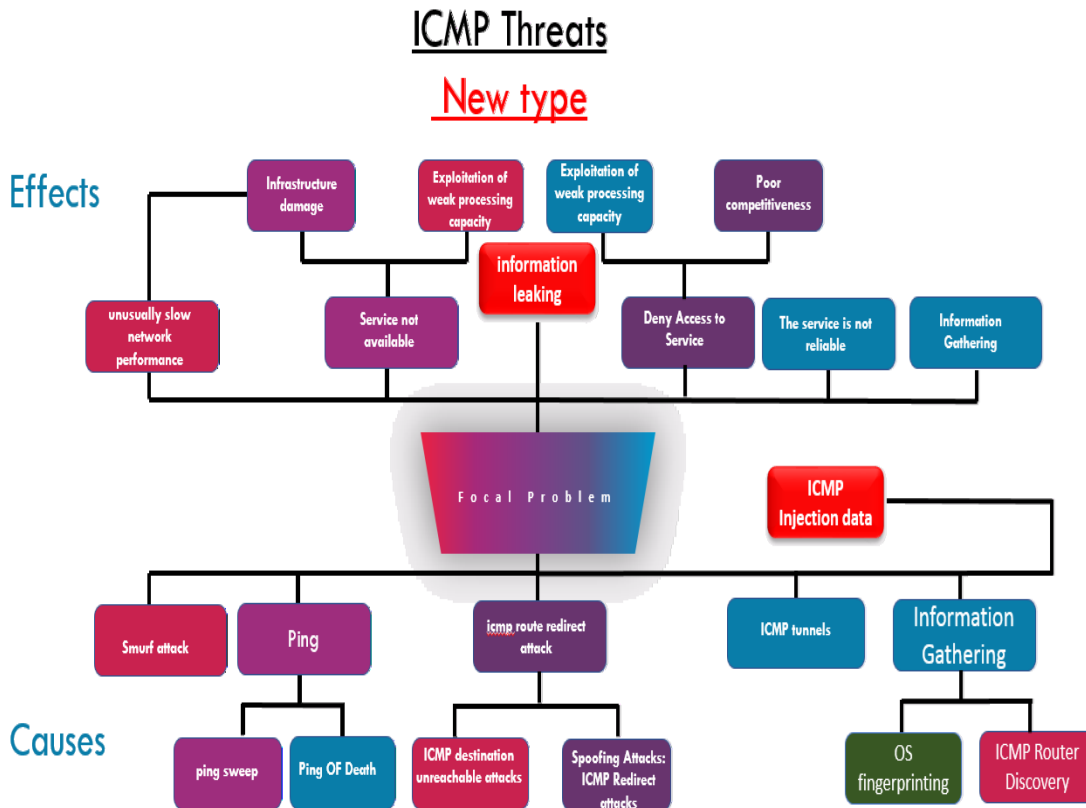 ICMP Threats
New type
Effects
Infrastructure
damage
Exploitation of
weak processing
capacity
Exploitation of
weak processing
capacity
Poor
competitiveness
information
leaking
unusually slow
network
performance
Service not
available
Deny Access to
Service
The service is not
reliable
Information
Gathering
Focal Problem
ICMP
Injection data
Smurf attack
Ping
icmp route redirect
attack
ICMP tunnels
Information
Gathering
Causes
ping sweep
Ping OF Death
ICMP destination
unreachable attacks
Spoofing Attacks:
ICMP Redirect
attacks
OS
fingerprinting
ICMP Router
Discovery